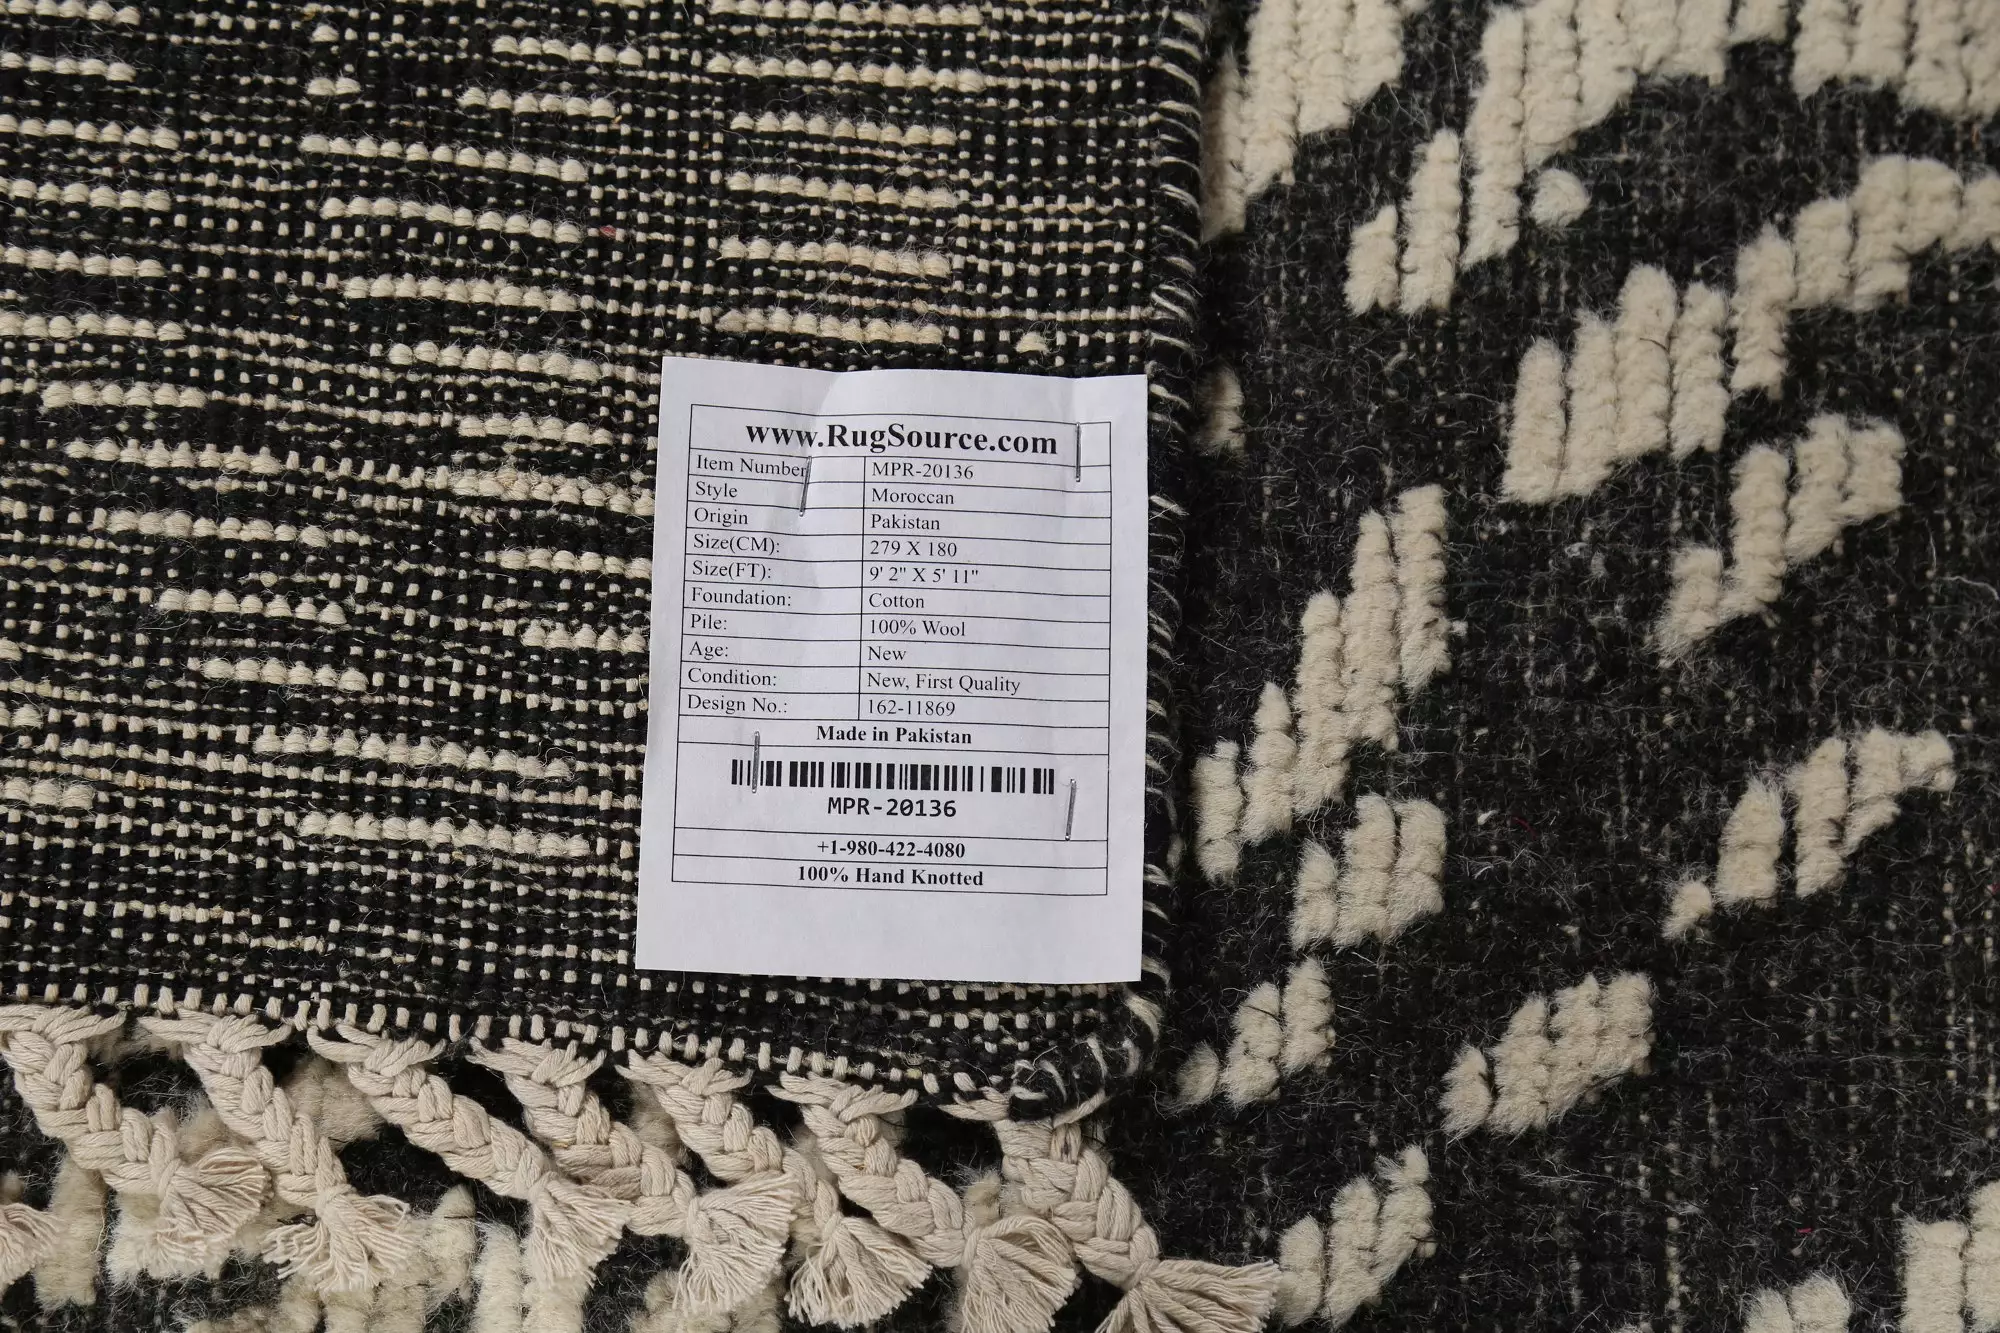 www.RugSource.com
Item Number MPR-20136
Style Moroccan
Origin Pakistan
Size(CM): 279 X 180
Size(FT): 9' 2" X 5' 11"
Foundation: Cotton
Pile: 100% Wool
Age: New
Condition: New, First Quality
Design No.: 162-11869
Made in Pakistan
MPR-20136
+1-980-422-4080
100% Hand Knotted